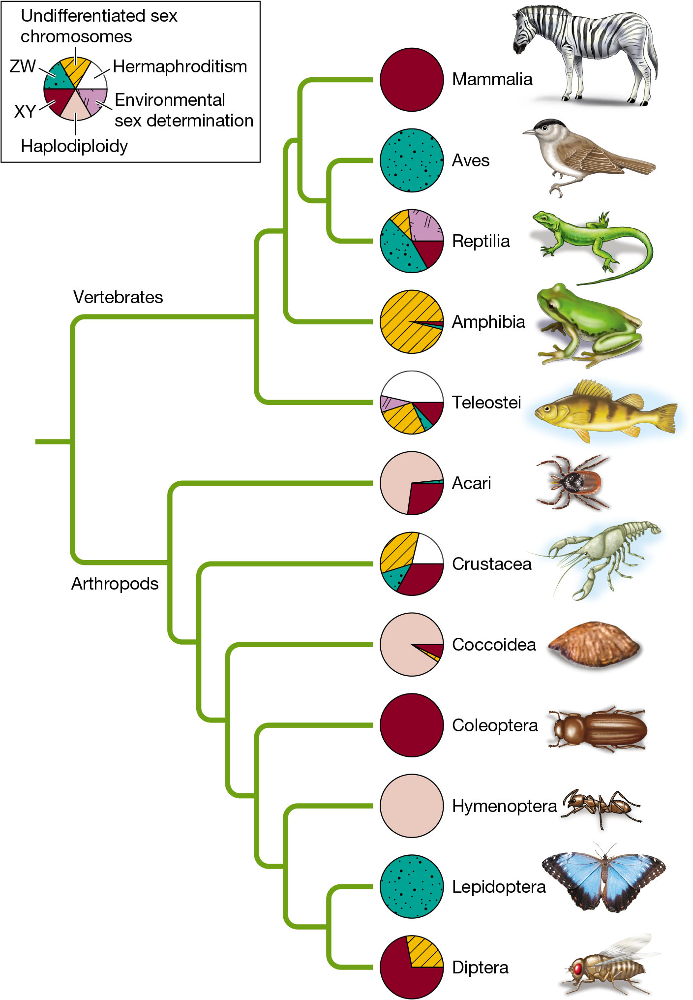 Undifferentiated sex
chromosomes
ZW
Hermaphroditism
XY
Environmental
sex determination
Haplodiploidy
Mammalia
Aves
Reptilia
Vertebrates
Amphibia
Teleostei
Acari
Crustacea
Arthropods
Coccoidea
Coleoptera
Hymenoptera
Lepidoptera
Diptera